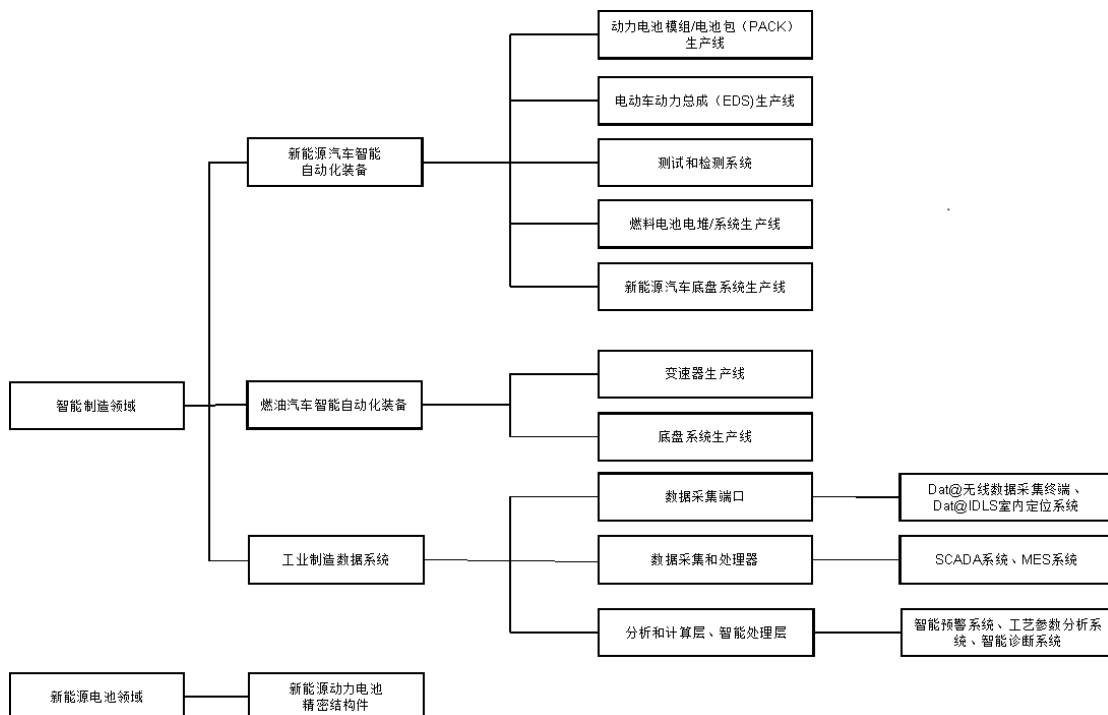 动力电池模组/电池包（PACK）
生产线
电动车动力总成（EDS)生产线
新能源汽车智能
自动化装备
测试和检测系统
燃料电池电堆/系统生产线
新能源汽车底盘系统生产线
变速器生产线
智能制造领域
燃油汽车智能自动化装备
底盘系统生产线
数据采集端口
Dat@无线数据采集终端、
Dat@IDLS室内定位系统
工业制造数据系统
数据采集和处理器
SCADA系统、MES系统
分析和计算层、智能处理层
智能预警系统、工艺参数分析系
统、智能诊断系统
新能源电池领域
新能源动力电池
精密结构件